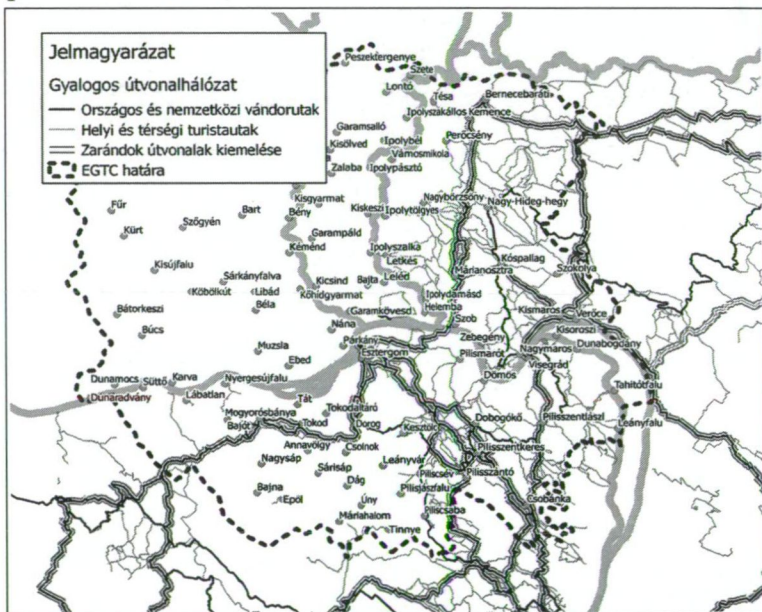 Jelmagyarázat
Gyalogos útvonalhálózat
Országos és nemzetközi vándorutak
Helyi és térségi turistautak
Zarándok útvonalak kiemelése
EGTC határa
Peszektergenye
Szete
Lontó
Tésa
Bernecebaráti
Ipolyszakállos Kemence
Garamsalló
Ipolybél
Perőcsény
Kisölved
Vámosmikola
Zalaba
Ipolypásztó
Kisgyarmat
Nagybörzsöny
Nagy-Hideg-hegy
Fűr
Bart
Bény
Kiskeszi
Ipolytölgyes
Kürt
Szőgyén
Garampáld
Kéménd
Ipolyszalka
Kóspallag
Letkés
Kisújfalu
Márianosztra
Szokolya
Sárkányfalva
Kicsind
Bajta
Leléd
Köbölkút
Libád
Kőhidgyarmat
Ipolydamásd
Helemba
Bátorkeszi
Béla
Garamkövesd
Kismaros
Verőce
Szob
Búcs
Nána
Zebegény
Kisoroszi
Muzsla
Párkány
Pilismarót
Nagymaros
Dunabogdány
Esztergom
Ebed
Visegrád
Dömös
Dunamocs
Süttő
Karva
Nyergesújfalu
Tahitótfalu
Dunaradvány
Lábatlan
Tát
Tokodaltáró
Mogyorósbánya
Dobogókő
Pilisszentlászl
Bajót
Tokod
Dorog
Kesztölc
Leányfalu
Annavölgy
Csolnok
Pilisszentkeres
Nagysáp
Leányvár
Sárisáp
Piliscsév
Pilisszántó
Dág
Bajna
Epöl
Pilisjászfalu
Csobánka
Úny
Piliscsaba
Máriahalom
Tinnye